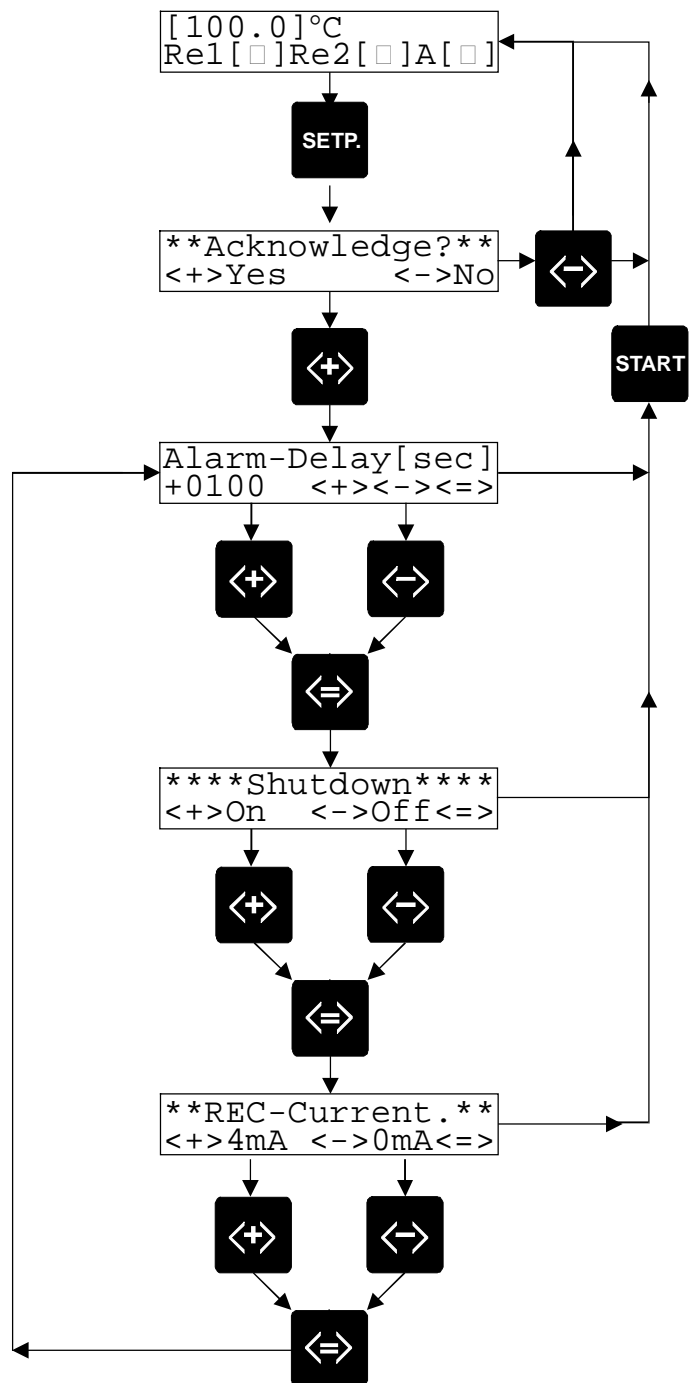 [100.0]°C
Re1[□]Re2[□]A[□]
SETP.
**Acknowledge?**
<+>Yes <->No
<->
<+>
START
Alarm-Delay[sec]
+0100 <+><-><=>
<+> <->
<=>
****Shutdown****
<+>On <->Off<=>
<+> <->
<=>
**REC-Current.**
<+>4mA <->0mA<=>
<+> <->
<=>